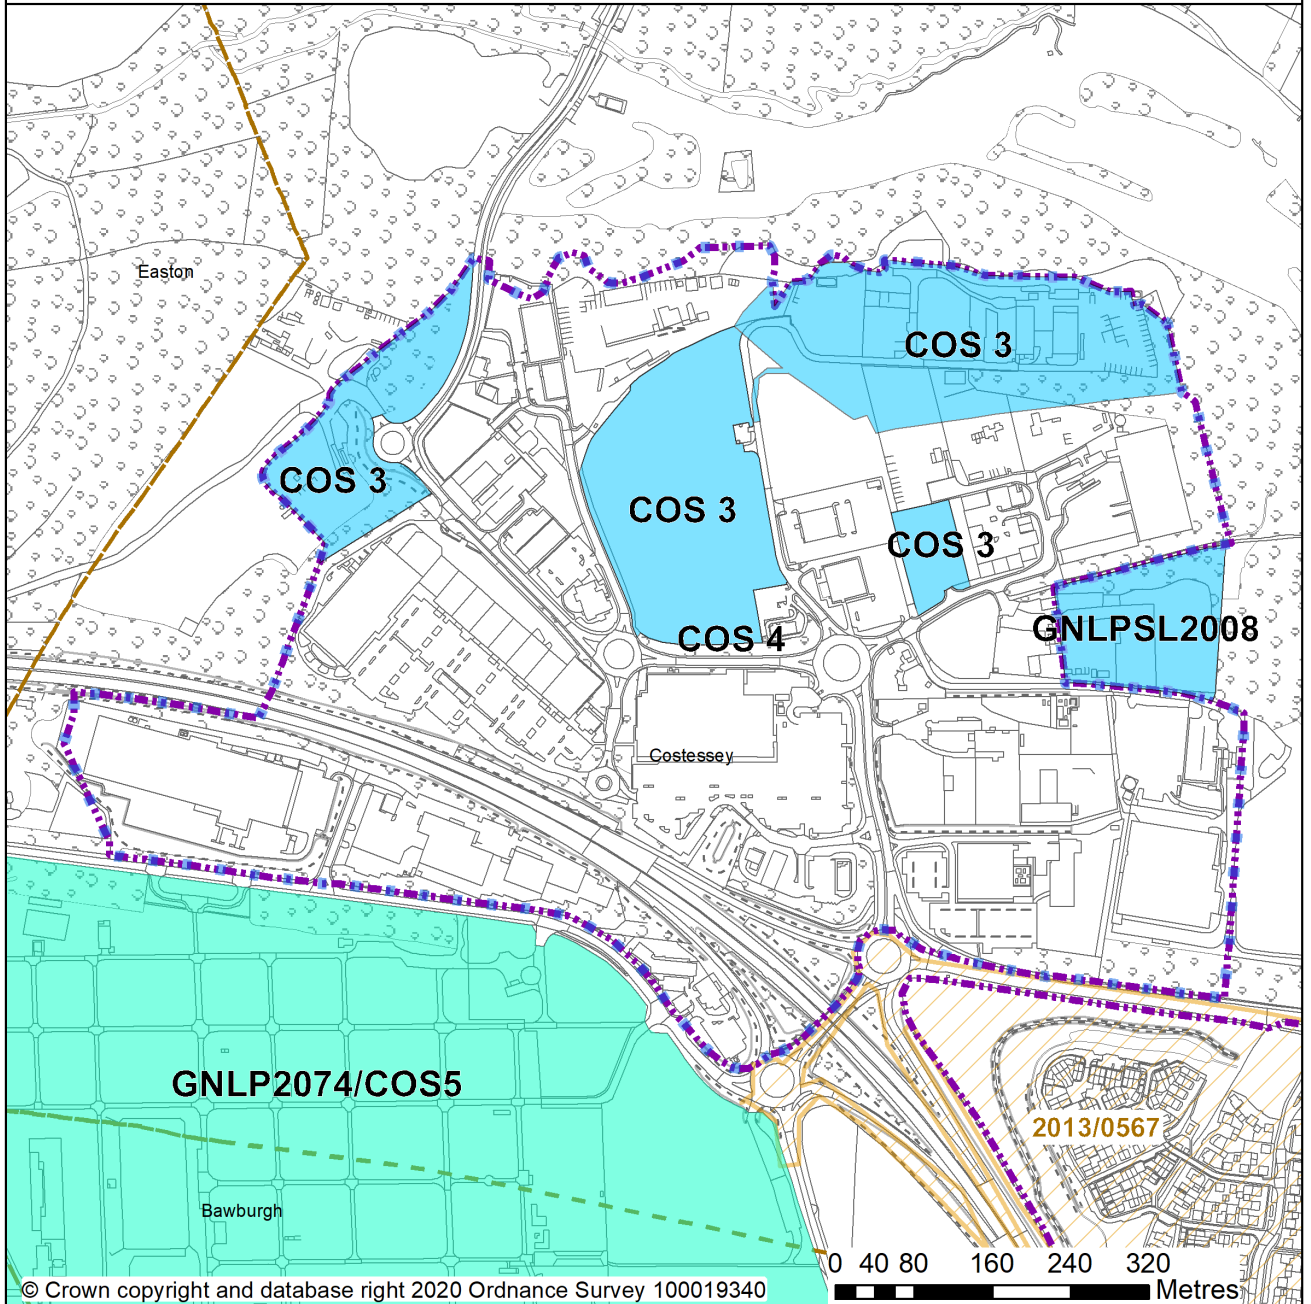 Easton
COS 3
COS 3
COS 3
COS 3
GNLPSL2008
COS 4
Costessey
GNLP2074/COS5
2013/0567
Bawburgh
0 40 80 160 240 320
Metres
© Crown copyright and database right 2020 Ordnance Survey 100019340